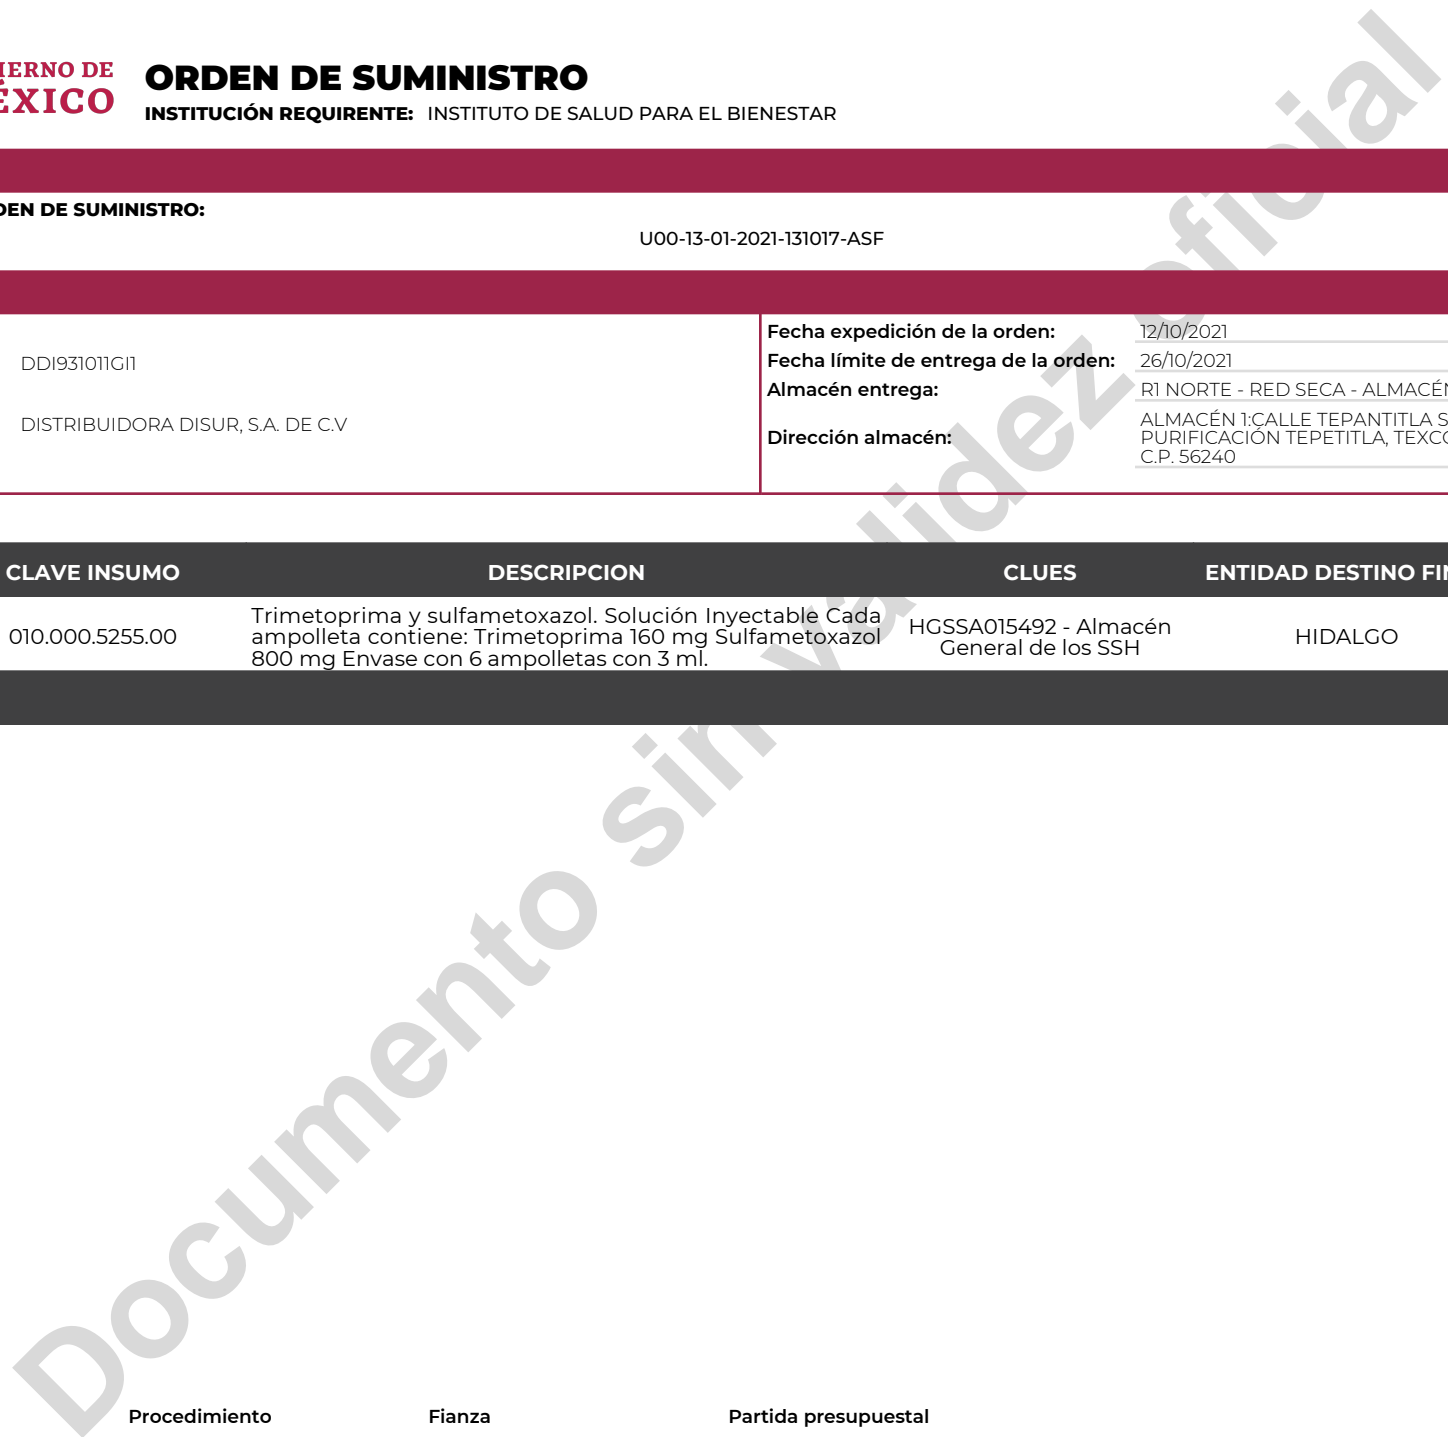 IERNO DE
ÉXICO
ORDEN DE SUMINISTRO
INSTITUCIÓN REQUIRENTE: INSTITUTO DE SALUD PARA EL BIENESTAR
DEN DE SUMINISTRO:
U00-13-01-2021-131017-ASF
DDI931011GI1
DISTRIBUIDORA DISUR, S.A. DE C.V
Fecha expedición de la orden: 12/10/2021
Fecha límite de entrega de la orden: 26/10/2021
Almacén entrega: R1 NORTE - RED SECA - ALMACÉN
Dirección almacén: ALMACÉN 1:CALLE TEPANTITLA S
PURIFICACIÓN TEPETITLA, TEXCO
C.P. 56240
CLAVE INSUMO DESCRIPCION CLUES ENTIDAD DESTINO FIN
010.000.5255.00
Trimetoprima y sulfametoxazol. Solución Inyectable Cada
ampolleta contiene: Trimetoprima 160 mg Sulfametoxazol
800 mg Envase con 6 ampolletas con 3 ml.
HGSSA015492 - Almacén
General de los SSH
HIDALGO
Documento sin validez oficial
Procedimiento Fianza Partida presupuestal